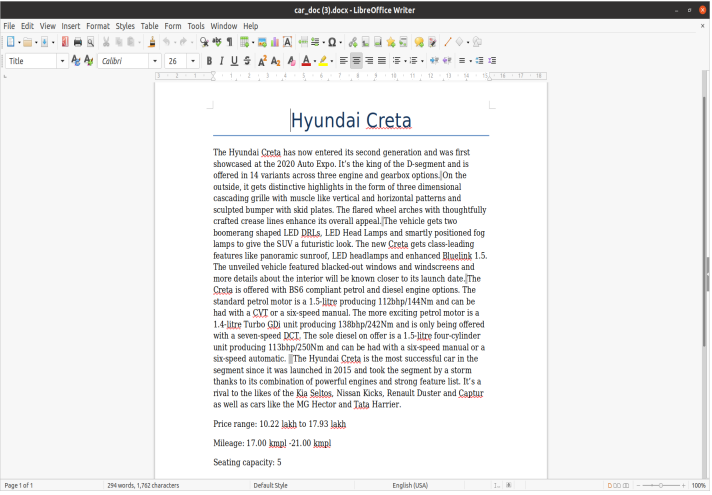 car_doc (3).docx - LibreOffice Writer
File Edit View Insert Format Styles Table Form Tools Window Help
Title Calibri 26
Hyundai Creta
The Hyundai Creta has now entered its second generation and was first
showcased at the 2020 Auto Expo. It's the king of the D-segment and is
offered in 14 variants across three engine and gearbox options. On the
outside, it gets distinctive highlights in the form of three dimensional
cascading grille with muscle like vertical and horizontal patterns and
sculpted bumper with skid plates. The flared wheel arches with thoughtfully
crafted crease lines enhance its overall appeal. The vehicle gets two
boomerang shaped LED DRLs, LED Head Lamps and smartly positioned fog
lamps to give the SUV a futuristic look. The new Creta gets class-leading
features like panoramic sunroof, LED headlamps and enhanced Bluelink 1.5.
The unveiled vehicle featured blacked-out windows and windscreens and
more details about the interior will be known closer to its launch date. The
Creta is offered with BS6 compliant petrol and diesel engine options. The
standard petrol motor is a 1.5-litre producing 112bhp/144Nm and can be
had with a CVT or a six-speed manual. The more exciting petrol motor is a
1.4-litre Turbo GDi unit producing 138bhp/242Nm and is only being offered
with a seven-speed DCT. The sole diesel on offer is a 1.5-litre four-cylinder
unit producing 113bhp/250Nm and can be had with a six-speed manual or a
six-speed automatic. The Hyundai Creta is the most successful car in the
segment since it was launched in 2015 and took the segment by a storm
thanks to its combination of powerful engines and strong feature list. It's a
rival to the likes of the Kia Seltos, Nissan Kicks, Renault Duster and Captur
as well as cars like the MG Hector and Tata Harrier.
Price range: 10.22 lakh to 17.93 lakh
Mileage: 17.00 kmpl -21.00 kmpl
Seating capacity: 5
Page 1 of 1 294 words, 1,762 characters Default Style English (USA) 100%